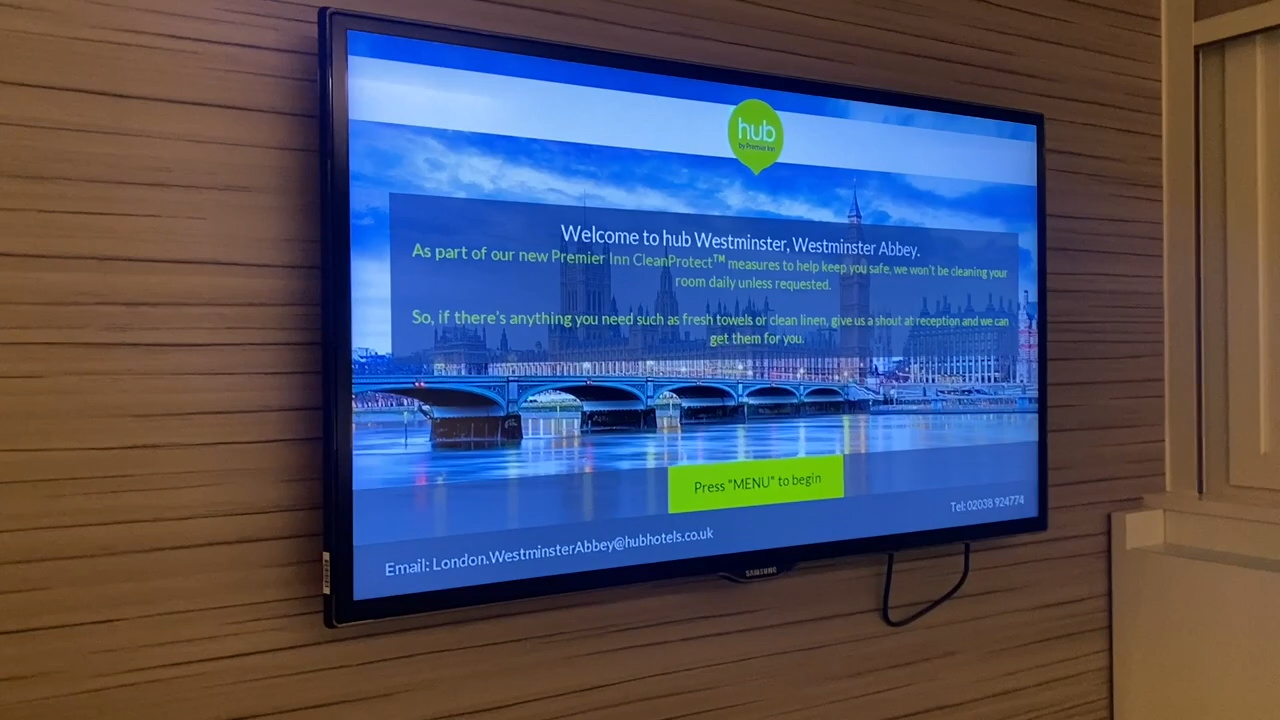 hub
by Premier Inn
Welcome to hub Westminster, Westminster Abbey.
As part of our new Premier Inn CleanProtect™ measures to help keep you safe, we won't be cleaning your
room daily unless requested.
So, if there's anything you need such as fresh towels or clean linen, give us a shout at reception and we can
get them for you.
Press "MENU" to begin
Tel: 02038 924774
Email: London.WestminsterAbbey@hubhotels.co.uk
SAMSUNG